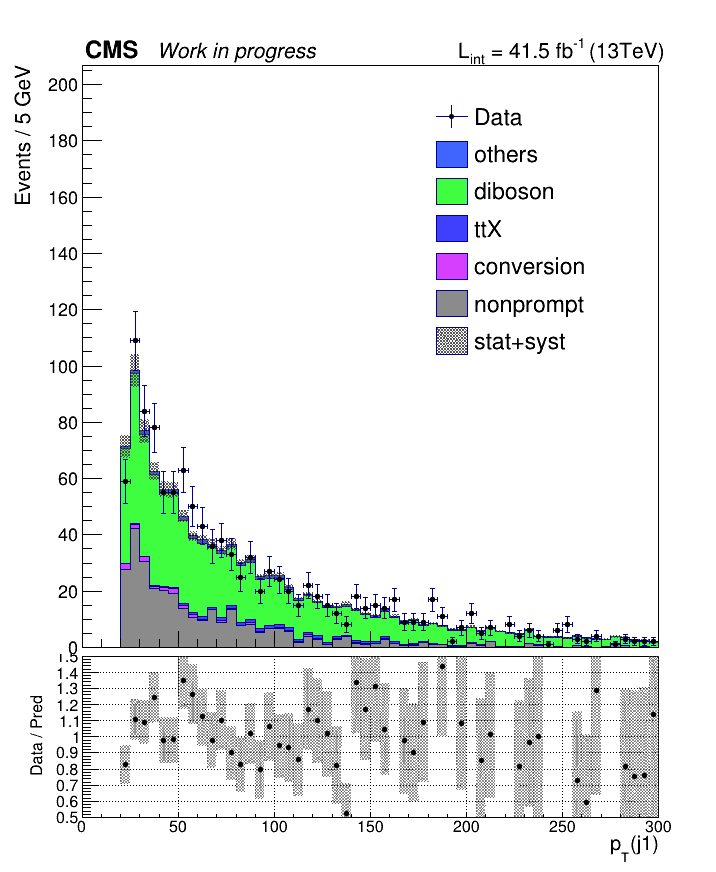 CMS Work in progress L_int = 41.5 fb^-1 (13TeV)
Events / 5 GeV
200
180
160
140
120
100
80
60
40
20
0
Data
others
diboson
ttX
conversion
nonprompt
stat+syst
Data / Pred
1.5
1.4
1.3
1.2
1.1
1
0.9
0.8
0.7
0.6
0.5
0 50 100 150 200 250 300
p_T(j1)